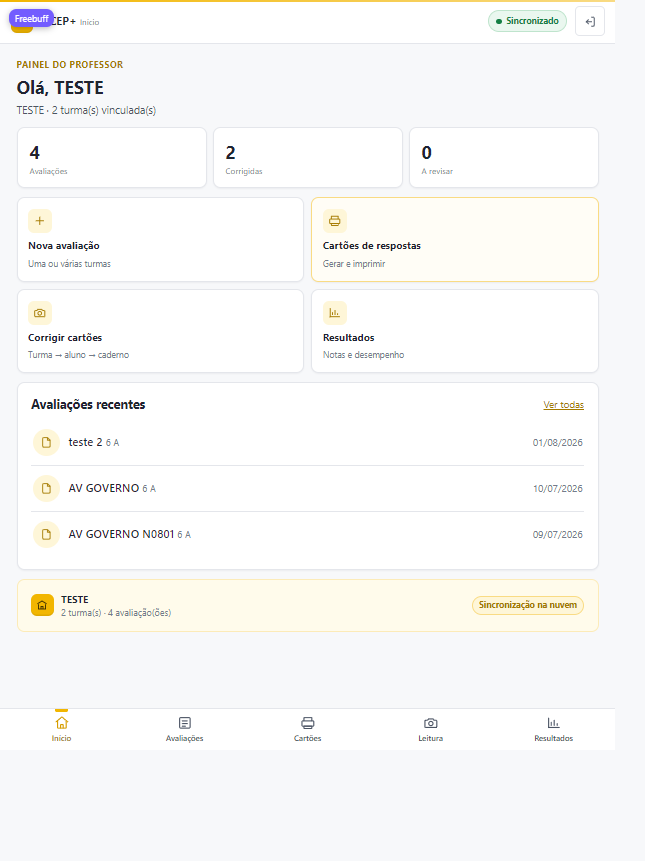 Freebuff
CEP+ Início
Sincronizado
PAINEL DO PROFESSOR
Olá, TESTE
TESTE · 2 turma(s) vinculada(s)
4
Avaliações
2
Corrigidas
0
A revisar
Nova avaliação
Uma ou várias turmas
Cartões de respostas
Gerar e imprimir
Corrigir cartões
Turma → aluno → caderno
Resultados
Notas e desempenho
Avaliações recentes
Ver todas
teste 2 6 A
01/08/2026
AV GOVERNO 6 A
10/07/2026
AV GOVERNO N0801 6 A
09/07/2026
TESTE
2 turma(s) · 4 avaliação(ões)
Sincronização na nuvem
Início
Avaliações
Cartões
Leitura
Resultados